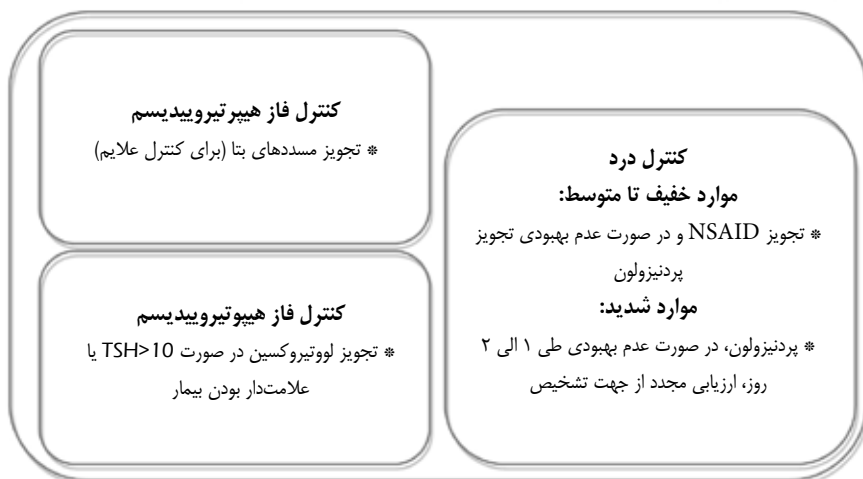 کنترل درد
موارد خفیف تا متوسط:
* تجویز NSAID و در صورت عدم بهبودی تجویز
پردنیزولون
موارد شدید:
* پردنیزولون، در صورت عدم بهبودی طی ۱ الی ۲
روز، ارزیابی مجدد از جهت تشخیص
کنترل فاز هیپرتیروییدیسم
* تجویز مسددهای بتا (برای کنترل علایم)
کنترل فاز هیپوتیروییدیسم
* تجویز لووتیروکسین در صورت TSH>10 یا
علامت‌دار بودن بیمار